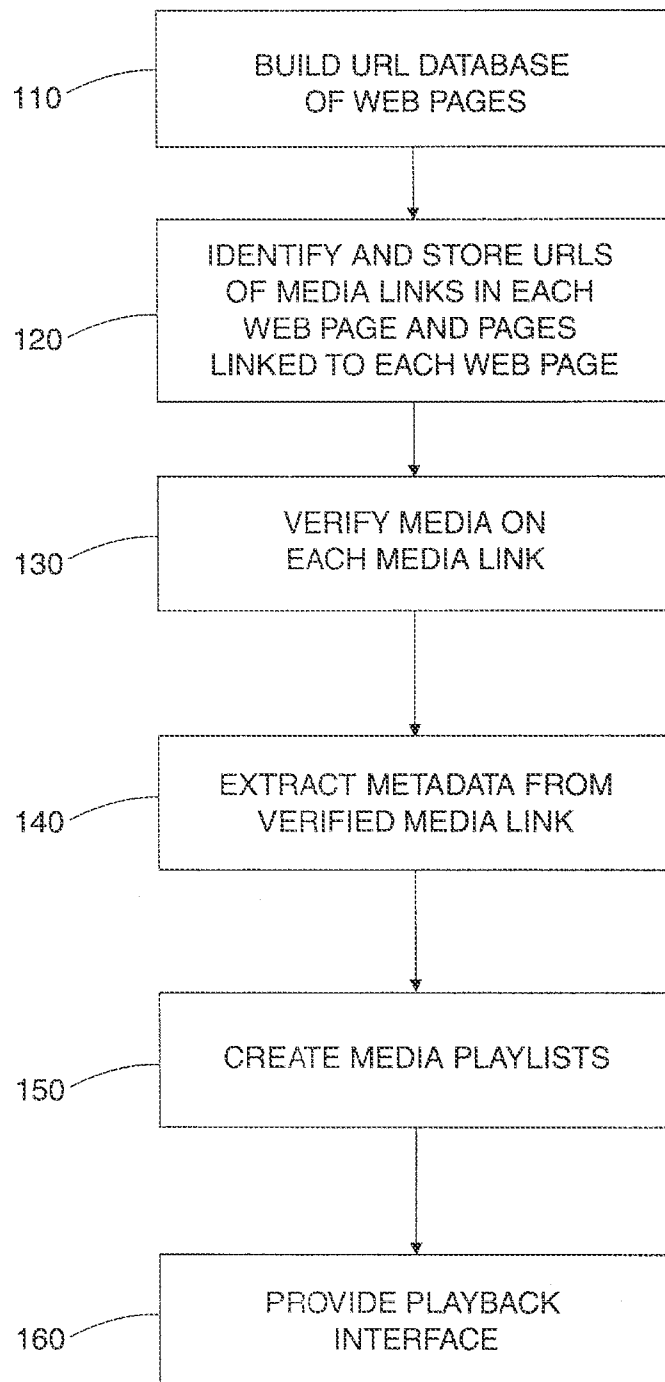 110
BUILD URL DATABASE
OF WEB PAGES
120
IDENTIFY AND STORE URLS
OF MEDIA LINKS IN EACH
WEB PAGE AND PAGES
LINKED TO EACH WEB PAGE
130
VERIFY MEDIA ON
EACH MEDIA LINK
140
EXTRACT METADATA FROM
VERIFIED MEDIA LINK
150
CREATE MEDIA PLAYLISTS
160
PROVIDE PLAYBACK
INTERFACE